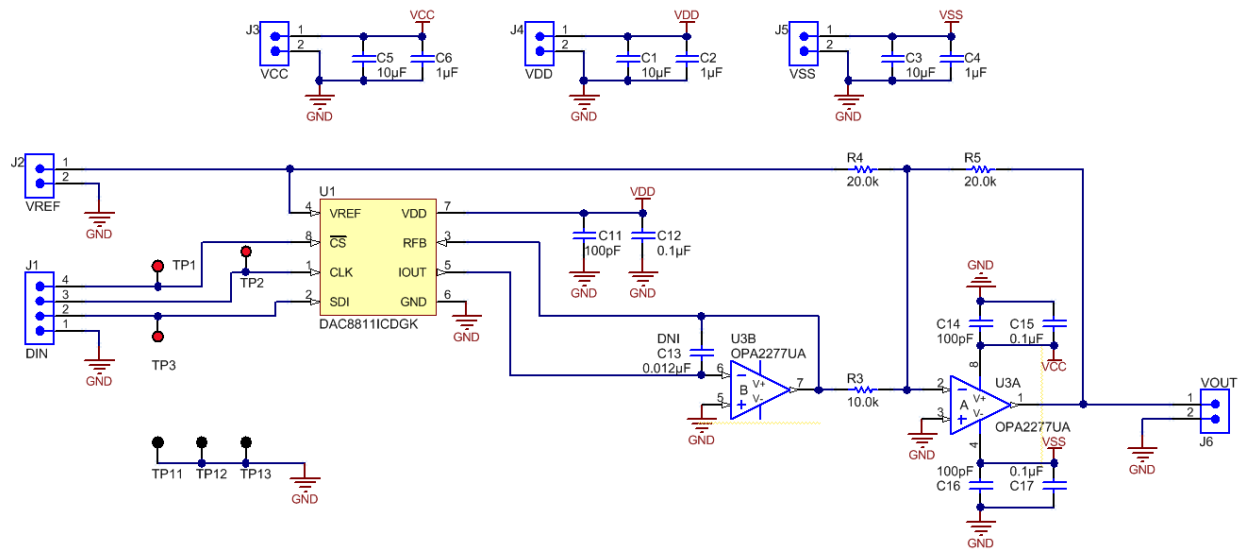 J3
1
2
VCC
VCC
C5
10µF
C6
1µF
GND
J4
1
2
VDD
VDD
C1
10µF
C2
1µF
GND
J5
1
2
VSS
VSS
C3
10µF
C4
1µF
GND
J2
1
2
VREF
GND
R4
20.0k
R5
20.0k
U1
4 VREF
8 CS
1 CLK
2 SDI
VDD 7
RFB 3
IOUT 5
GND 6
DAC8811ICDGK
GND
VDD
C11
100pF
C12
0.1µF
GND
GND
J1
4
3
2
1
DIN
GND
TP1
TP2
TP3
DNI
C13
0.012µF
U3B
OPA2277UA
6
5
7
B
V+
V-
GND
R3
10.0k
GND
C14
100pF
C15
0.1µF
VCC
8
U3A
2
3
1
A
V+
V-
4
OPA2277UA
GND
VSS
100pF
C16
0.1µF
C17
GND
VOUT
1
2
J6
GND
TP11
TP12
TP13
GND